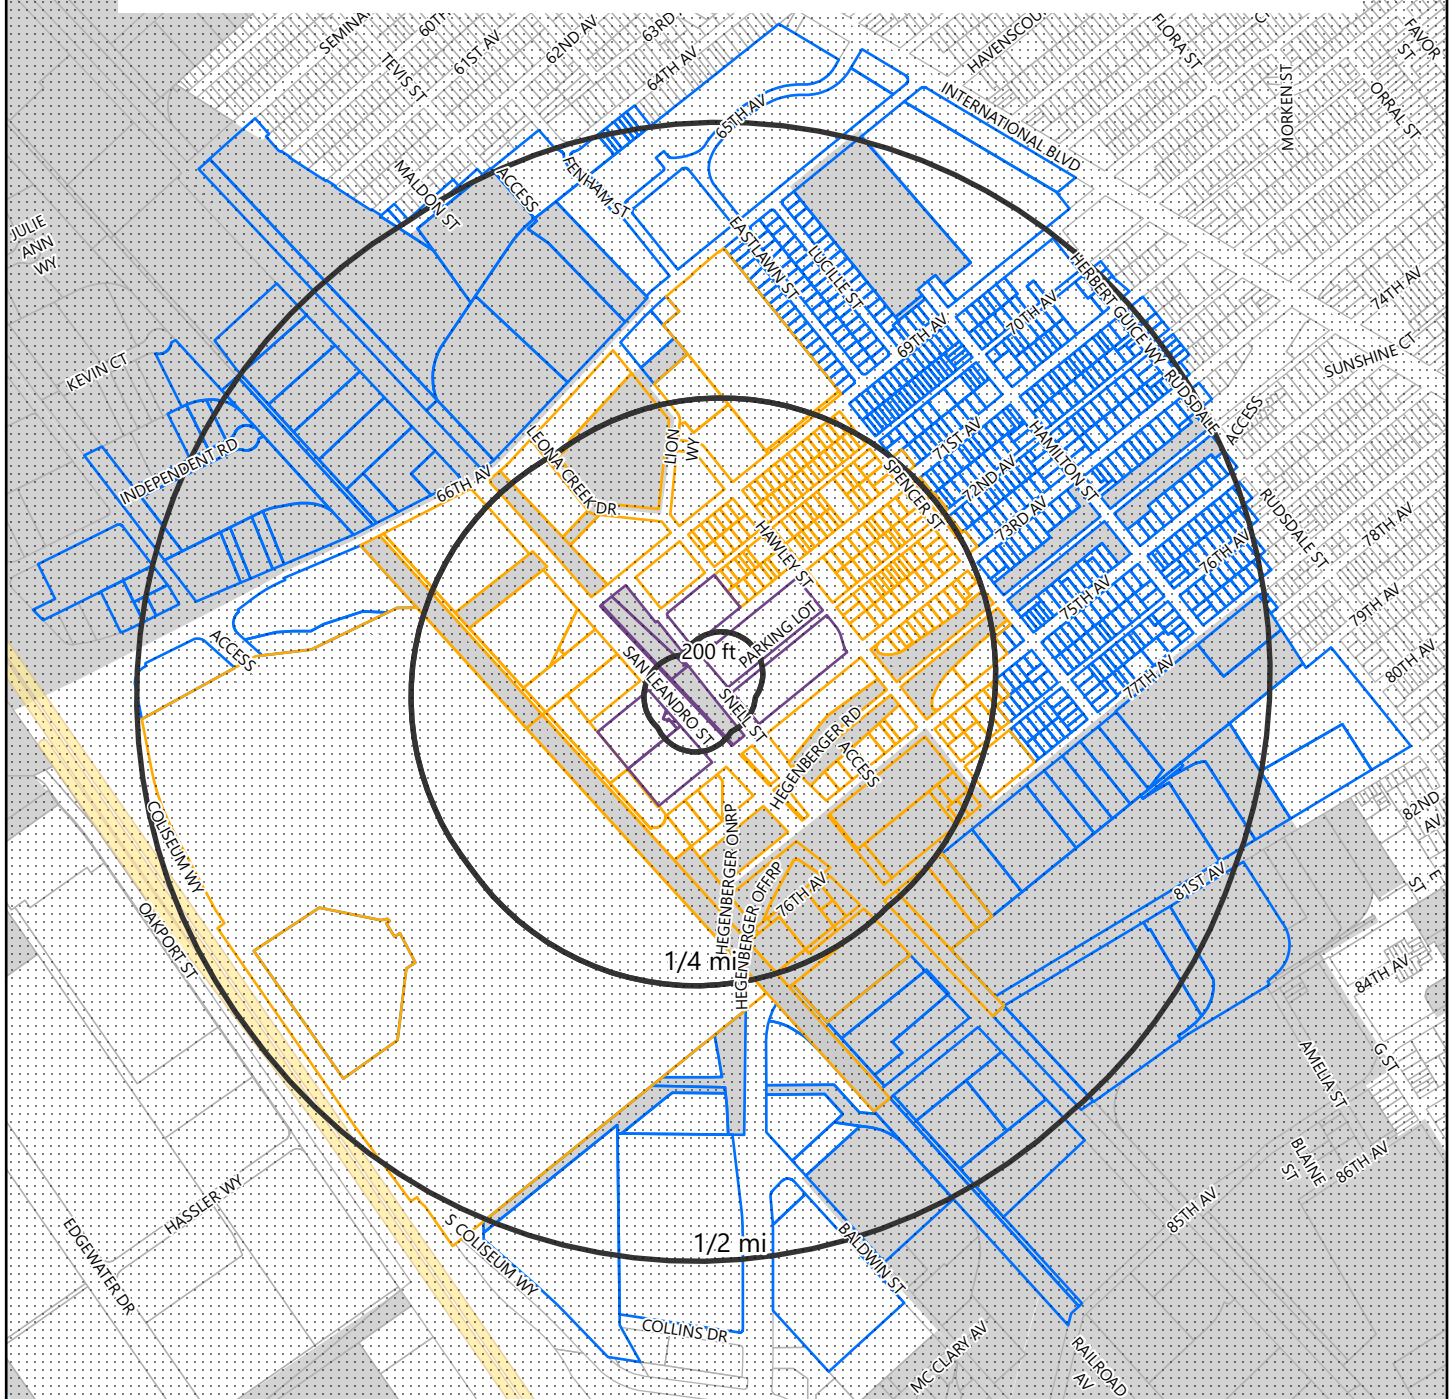 SEMINA
60TH
61ST AV
62ND AV
63RD
64TH AV
TEVIS ST
HAVENSCOU
FLORA ST
C
FAVOR
ST
MORKEN ST
ORRAL ST
INTERNATIONAL BLVD
65TH AV
FENHAM ST
ACCESS
MALDON ST
JULIE
ANN
WY
EASTLAWN ST
LUCILLE ST
HERBERT GUICE WY
74TH AV
70TH AV
69TH AV
KEVIN CT
SUNSHINE CT
RUDSDALE
ACCESS
LION
WY
71ST AV
HAMILTON ST
INDEPENDENT RD
LEONA CREEK DR
66TH AV
SPENCER ST
72ND AV
73RD AV
RUDSDALE ST
78TH AV
76TH AV
HAWLEY ST
75TH AV
79TH AV
PARKING LOT
200 ft
ACCESS
SAN LEANDRO ST
SNELL ST
77TH AV
80TH AV
HEGENBERGER RD
ACCESS
82ND
AV
COLISEUM WY
HEGENBERGER ONRP
HEGENBERGER OFFRP
76TH AV
81ST AV
E
ST
OAKPORT ST
1/4 mi
84TH AV
G ST
AMELIA ST
BLAINE
ST
86TH AV
85TH AV
HASSLER WY
EDGEWATER DR
S COLISEUM WY
1/2 mi
BALDWIN ST
COLLINS DR
MC CLARY AV
RAILROAD
AV